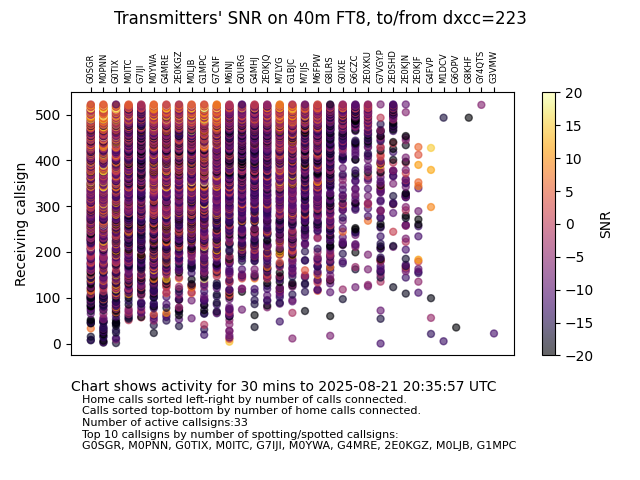 Transmitters' SNR on 40m FT8, to/from dxcc=223
G0SGR M0PNN G0TIX M0ITC G7IJI M0YWA G4MRE 2E0KGZ M0LJB G1MPC G7CNF M6INJ G0URG G4MHJ 2E0KJQ M7LYG G1BJC M7IJS M6FPW G8LRS G0IXE G6CZC 2E0XKU G7VGYP 2E0SHD 2E0KJN 2E0KJF G4FVP M1DCV G6OPV G8KHF GY4QTS G3VMW
500
400
300
200
100
0
Receiving callsign
20
15
10
5
0
−5
−10
−15
−20
SNR
Chart shows activity for 30 mins to 2025-08-21 20:35:57 UTC
Home calls sorted left-right by number of calls connected.
Calls sorted top-bottom by number of home calls connected.
Number of active callsigns:33
Top 10 callsigns by number of spotting/spotted callsigns:
G0SGR, M0PNN, G0TIX, M0ITC, G7IJI, M0YWA, G4MRE, 2E0KGZ, M0LJB, G1MPC